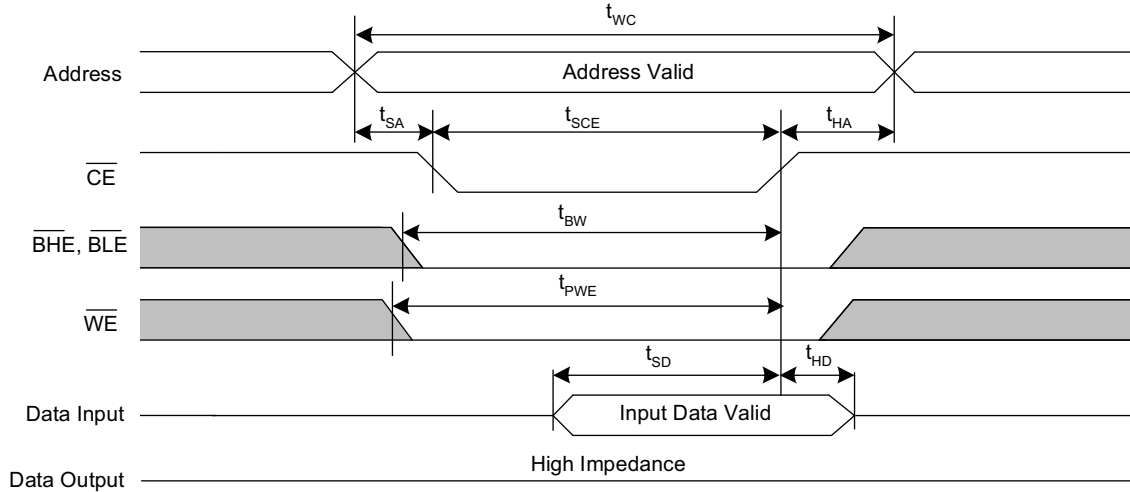 tWC
Address
Address Valid
tSA
tSCE
tHA
CE
tBW
BHE, BLE
tPWE
WE
tSD
tHD
Data Input
Input Data Valid
High Impedance
Data Output